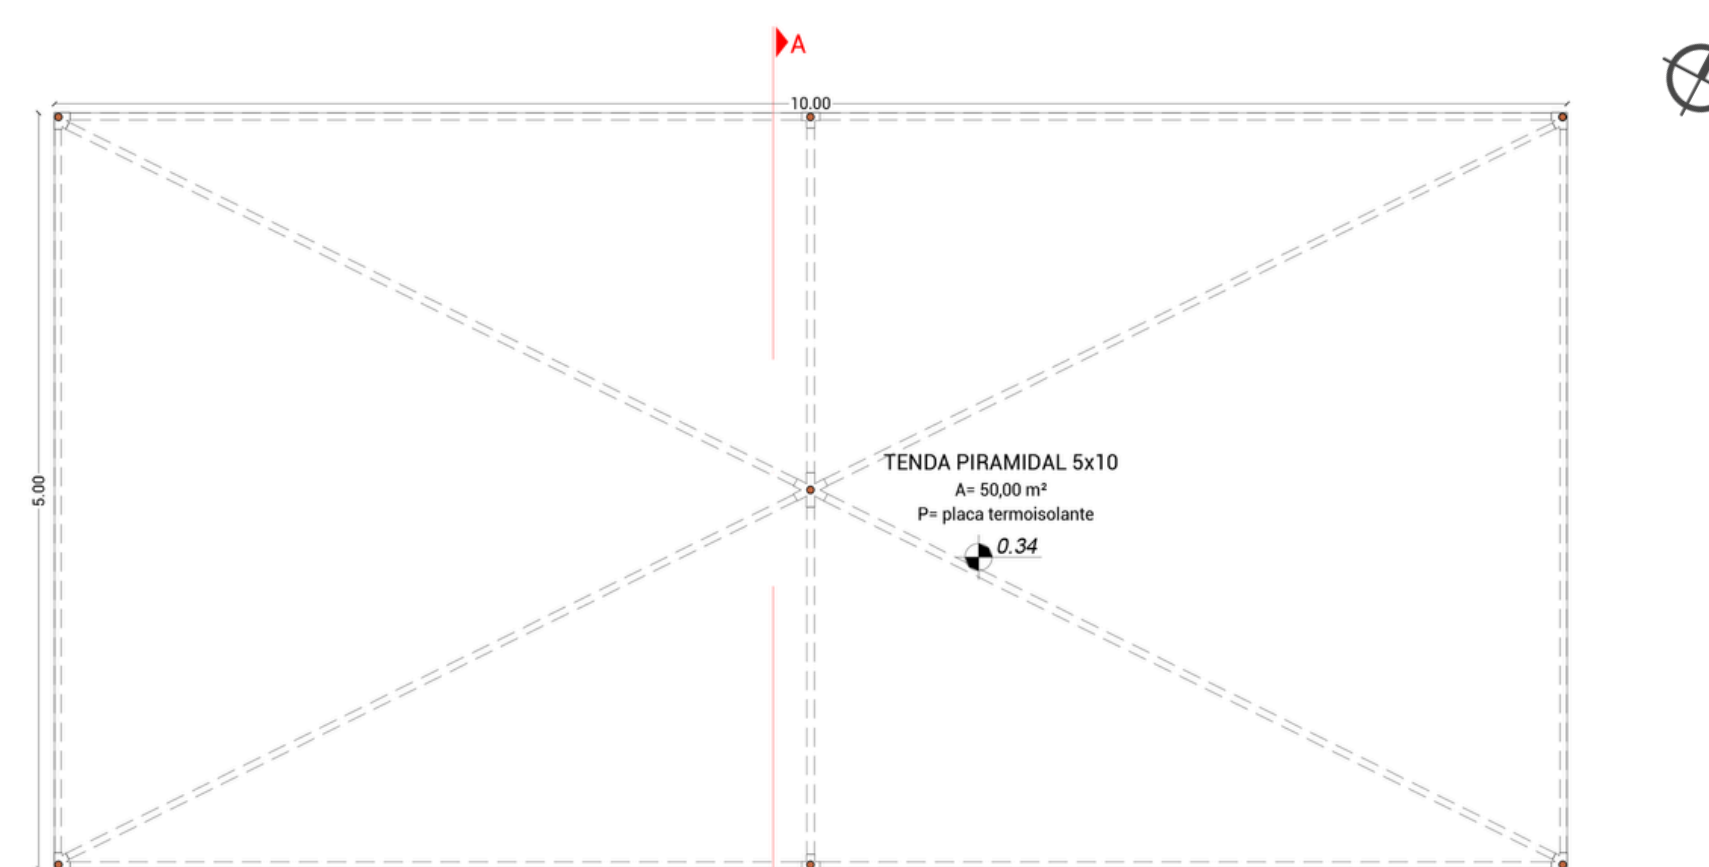 A
10.00
5.00
TENDA PIRAMIDAL 5x10
A= 50,00 m²
P= placa termoisolante
0.34